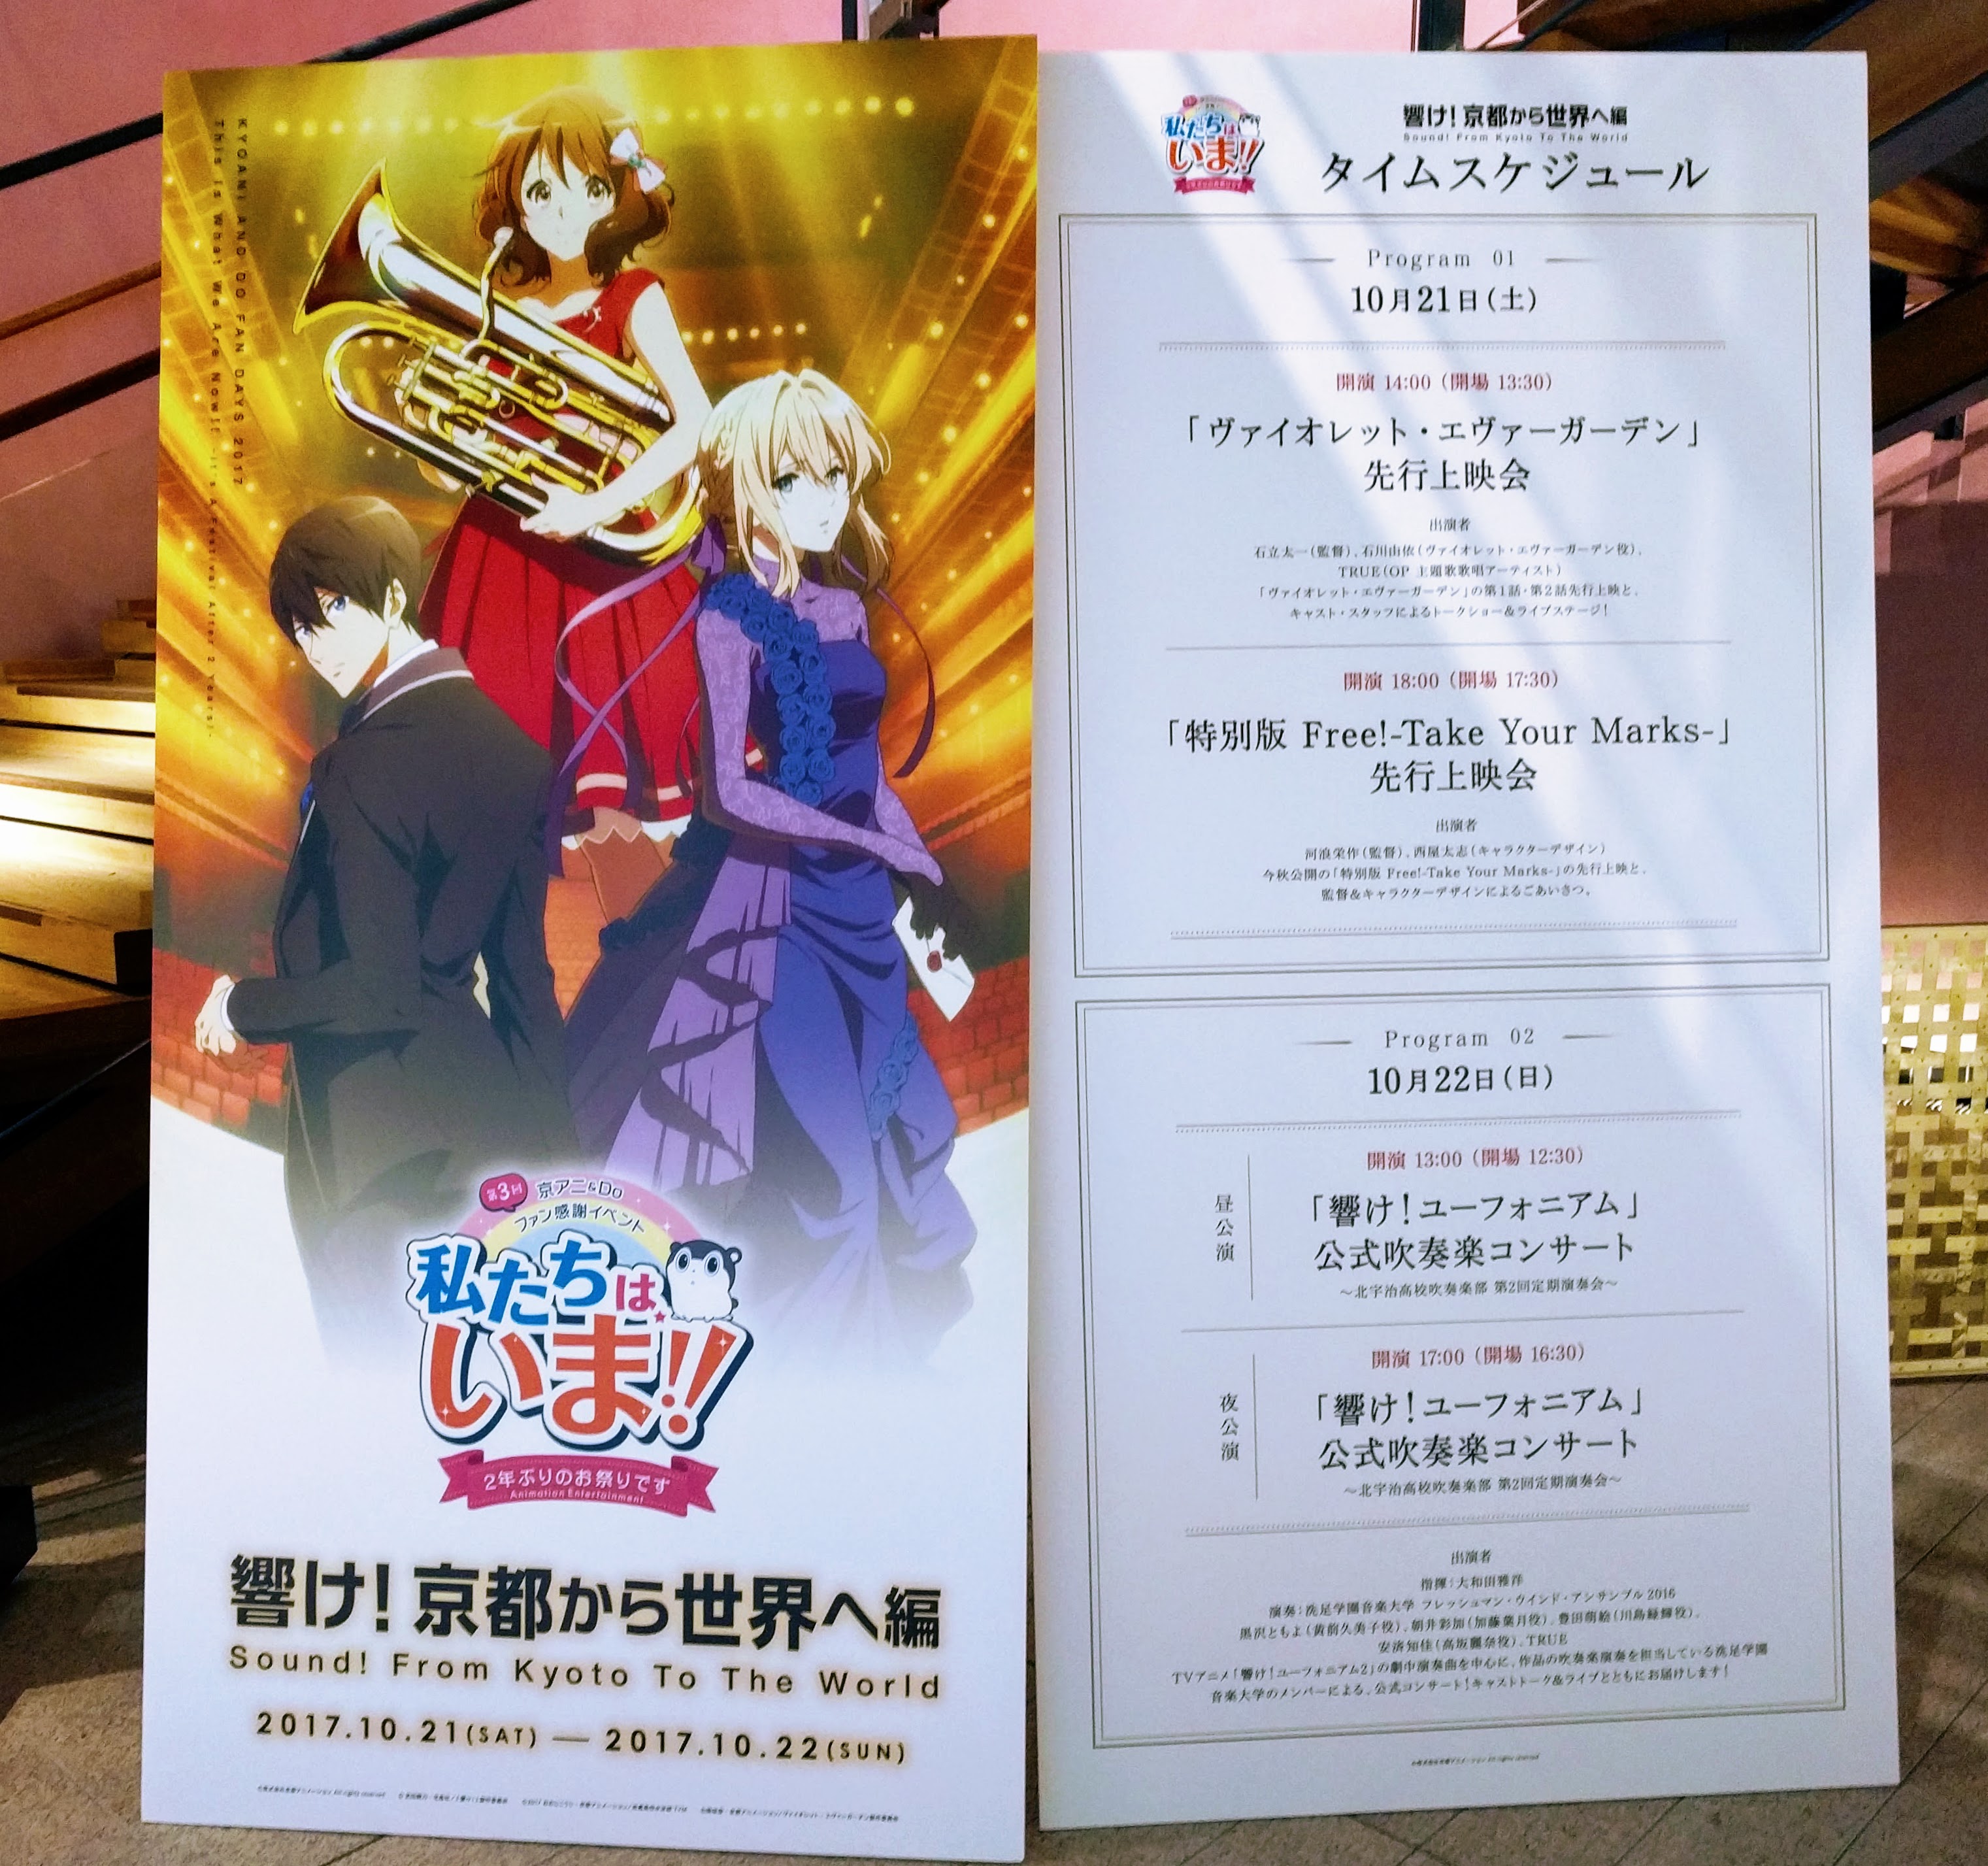 KYOANI AND DO FAN DAYS 2017
This Is What We Are Now!! -It's A Festival After 2 Years!-
第3回
京アニ&Do
ファン感謝イベント
私たちは
いま!!
2年ぶりのお祭りです
Animation Entertainment
響け!京都から世界へ編
Sound! From Kyoto To The World
2017.10.21(SAT) — 2017.10.22(SUN)
私たちは
いま!!
響け!京都から世界へ編
Sound! From Kyoto To The World
タイムスケジュール
Program 01
10月21日(土)
開演 14:00 (開場 13:30)
「ヴァイオレット・エヴァーガーデン」
先行上映会
出演者
石立太一(監督)、石川由依(ヴァイオレット・エヴァーガーデン役)、
TRUE(OP 主題歌歌唱アーティスト)
「ヴァイオレット・エヴァーガーデン」の第1話・第2話先行上映と、
キャスト・スタッフによるトークショー&ライブステージ!
開演 18:00 (開場 17:30)
「特別版 Free!-Take Your Marks-」
先行上映会
出演者
河浪栄作(監督)、西屋太志(キャラクターデザイン)
今秋公開の「特別版 Free!-Take Your Marks-」の先行上映と、
監督&キャラクターデザインによるごあいさつ。
Program 02
10月22日(日)
昼公演
開演 13:00 (開場 12:30)
「響け!ユーフォニアム」
公式吹奏楽コンサート
~北宇治高校吹奏楽部 第2回定期演奏会~
夜公演
開演 17:00 (開場 16:30)
「響け!ユーフォニアム」
公式吹奏楽コンサート
~北宇治高校吹奏楽部 第2回定期演奏会~
出演者
指揮:大和田雅洋
演奏:洗足学園音楽大学 フレッシュマン・ウインド・アンサンブル2016
黒沢ともよ(黄前久美子役)、朝井彩加(加藤葉月役)、豊田萌絵(川島緑輝役)、
安済知佳(高坂麗奈役)、TRUE
TVアニメ「響け!ユーフォニアム2」の劇中演奏曲を中心に、作品の吹奏楽演奏を担当している洗足学園
音楽大学のメンバーによる、公式コンサート!キャストトーク&ライブとともにお届けします!